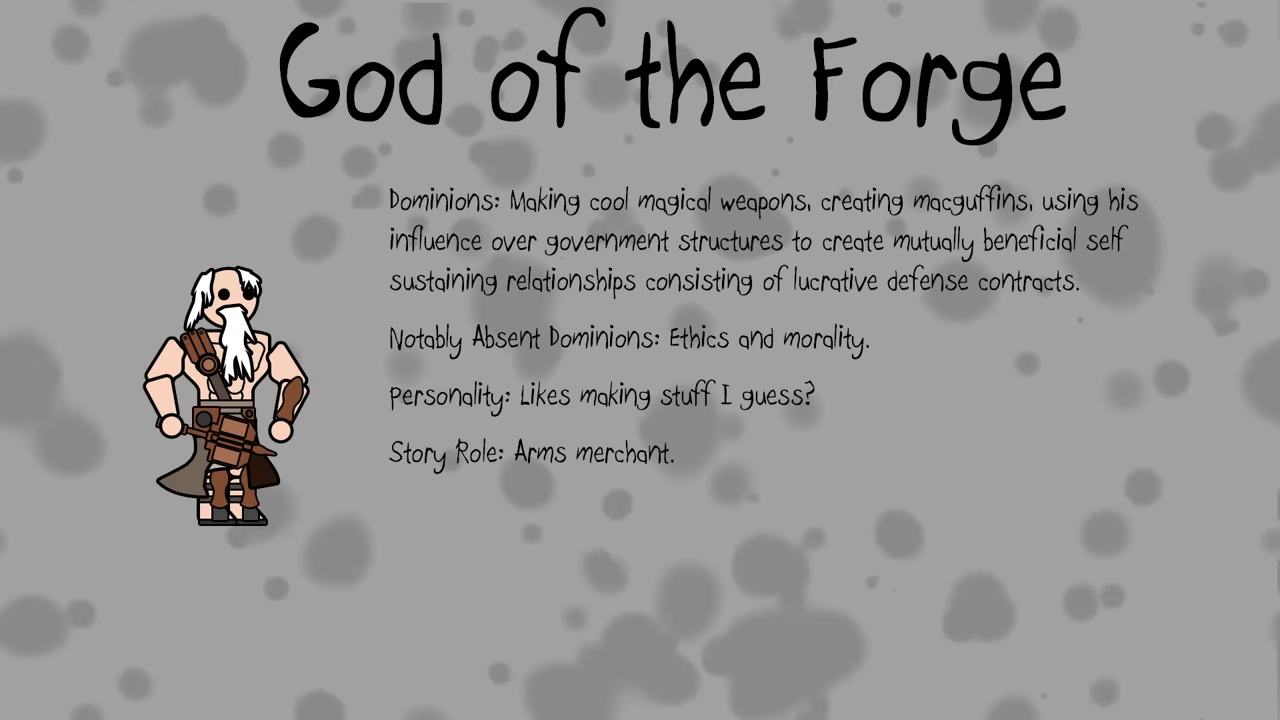 God of the Forge
Dominions: Making cool magical weapons, creating macguffins, using his
influence over government structures to create mutually beneficial self
sustaining relationships consisting of lucrative defense contracts.
Notably Absent Dominions: Ethics and morality.
Personality: Likes making stuff I guess?
Story Role: Arms merchant.